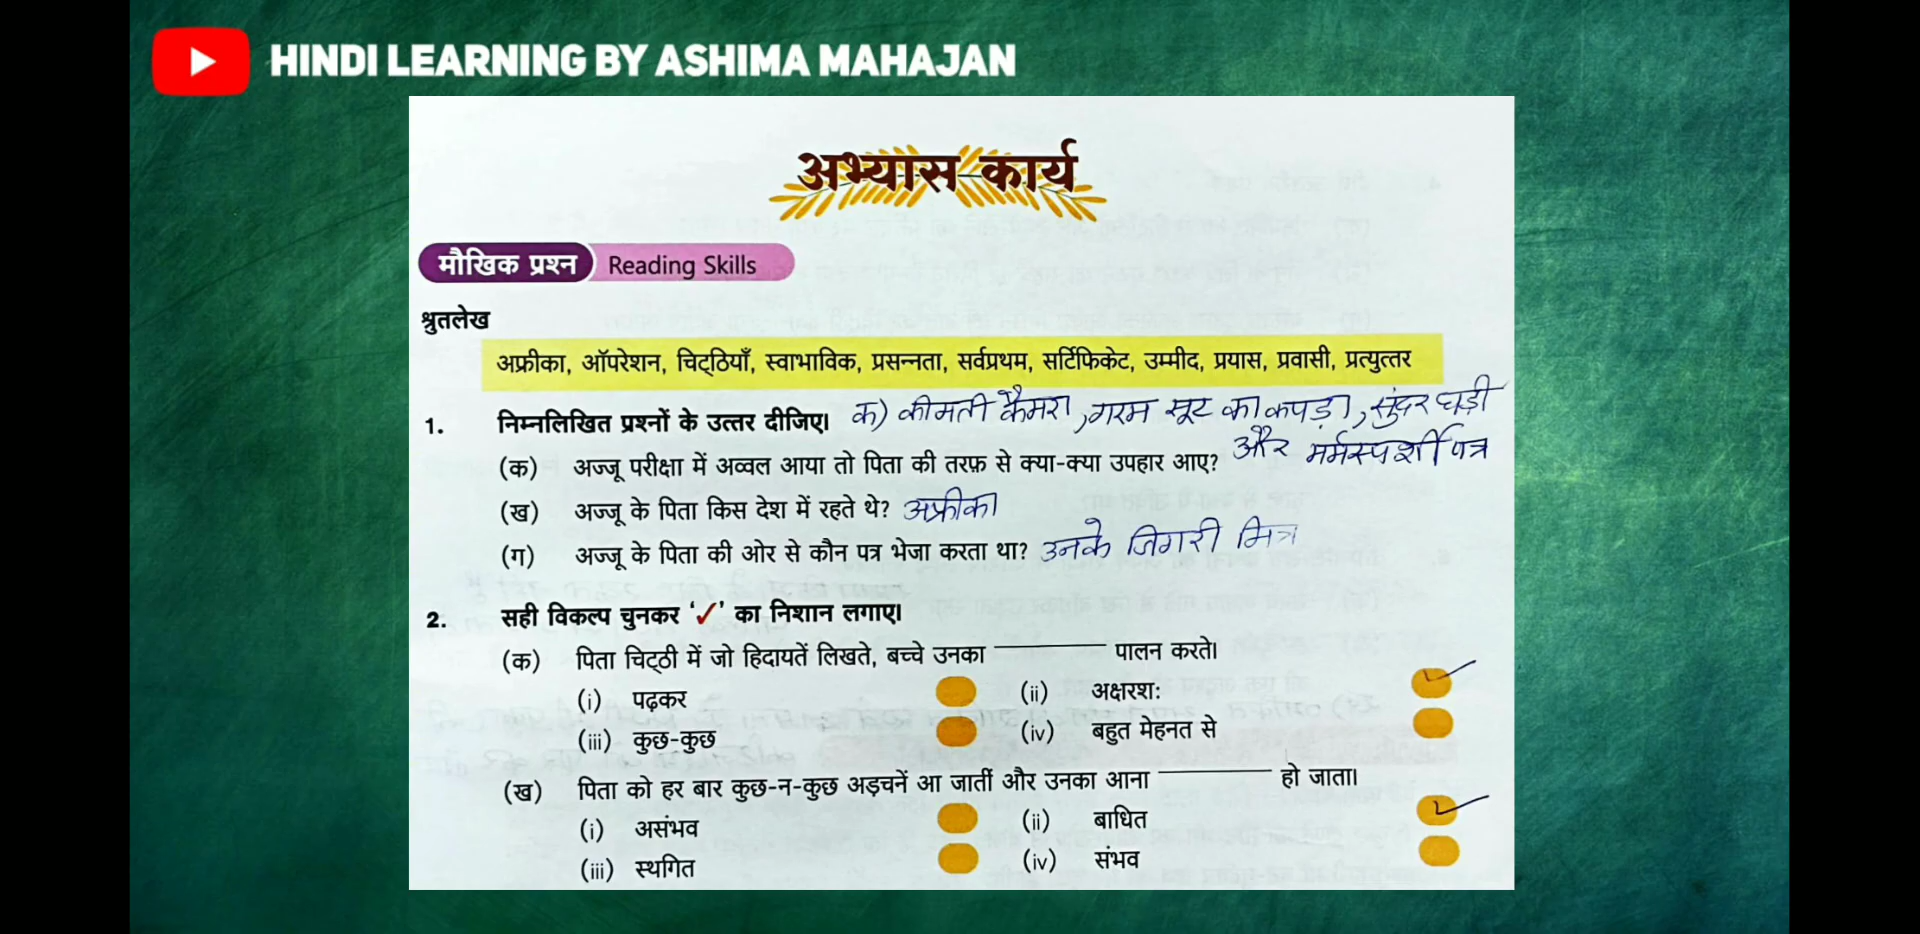 HINDI LEARNING BY ASHIMA MAHAJAN
अभ्यास कार्य
मौखिक प्रश्न Reading Skills
श्रुतलेख
अफ्रीका, ऑपरेशन, चिट्‌ठियाँ, स्वाभाविक, प्रसन्नता, सर्वप्रथम, सर्टिफिकेट, उम्मीद, प्रयास, प्रवासी, प्रत्युत्तर
1. निम्नलिखित प्रश्नों के उत्तर दीजिए। क) कीमती कैमरा, गरम सूट का कपड़ा, सुंदर घड़ी
और मर्मस्पर्शी पत्र
(क) अज्जू परीक्षा में अव्वल आया तो पिता की तरफ़ से क्या-क्या उपहार आए?
(ख) अज्जू के पिता किस देश में रहते थे? अफ्रीका
(ग) अज्जू के पिता की ओर से कौन पत्र भेजा करता था? उनके जिगरी मित्र
2. सही विकल्प चुनकर ‘✓’ का निशान लगाए।
(क) पिता चिट्‌ठी में जो हिदायतें लिखते, बच्चे उनका ________ पालन करते।
(i) पढ़कर (ii) अक्षरश: ✓
(iii) कुछ-कुछ (iv) बहुत मेहनत से
(ख) पिता को हर बार कुछ-न-कुछ अड़चनें आ जातीं और उनका आना ________ हो जाता।
(i) असंभव (ii) बाधित ✓
(iii) स्थगित (iv) संभव